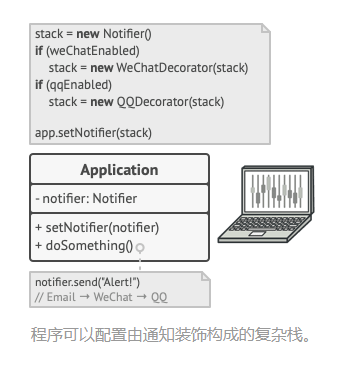 stack = new Notifier()
if (weChatEnabled)
stack = new WeChatDecorator(stack)
if (qqEnabled)
stack = new QQDecorator(stack)
app.setNotifier(stack)
Application
- notifier: Notifier
+ setNotifier(notifier)
+ doSomething()
notifier.send("Alert!")
// Email → WeChat → QQ
程序可以配置由通知装饰构成的复杂栈。